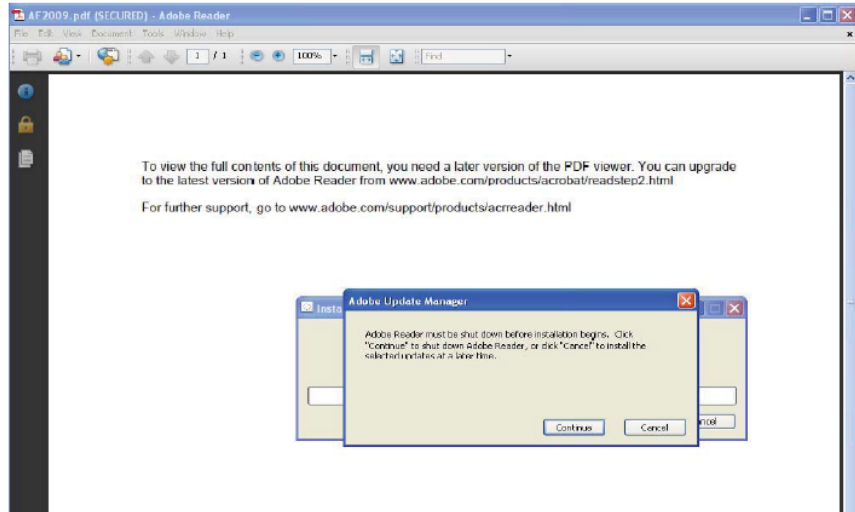 AF2009.pdf (SECURED) - Adobe Reader
File Edit View Document Tools Window Help
1 / 1 100% Find
To view the full contents of this document, you need a later version of the PDF viewer. You can upgrade
to the latest version of Adobe Reader from www.adobe.com/products/acrobat/readstep2.html
For further support, go to www.adobe.com/support/products/acrreader.html
Insta
Adobe Update Manager
Adobe Reader must be shut down before installation begins. Click
"Continue" to shut down Adobe Reader, or click "Cancel" to install the
selected updates at a later time.
Continue Cancel ncel